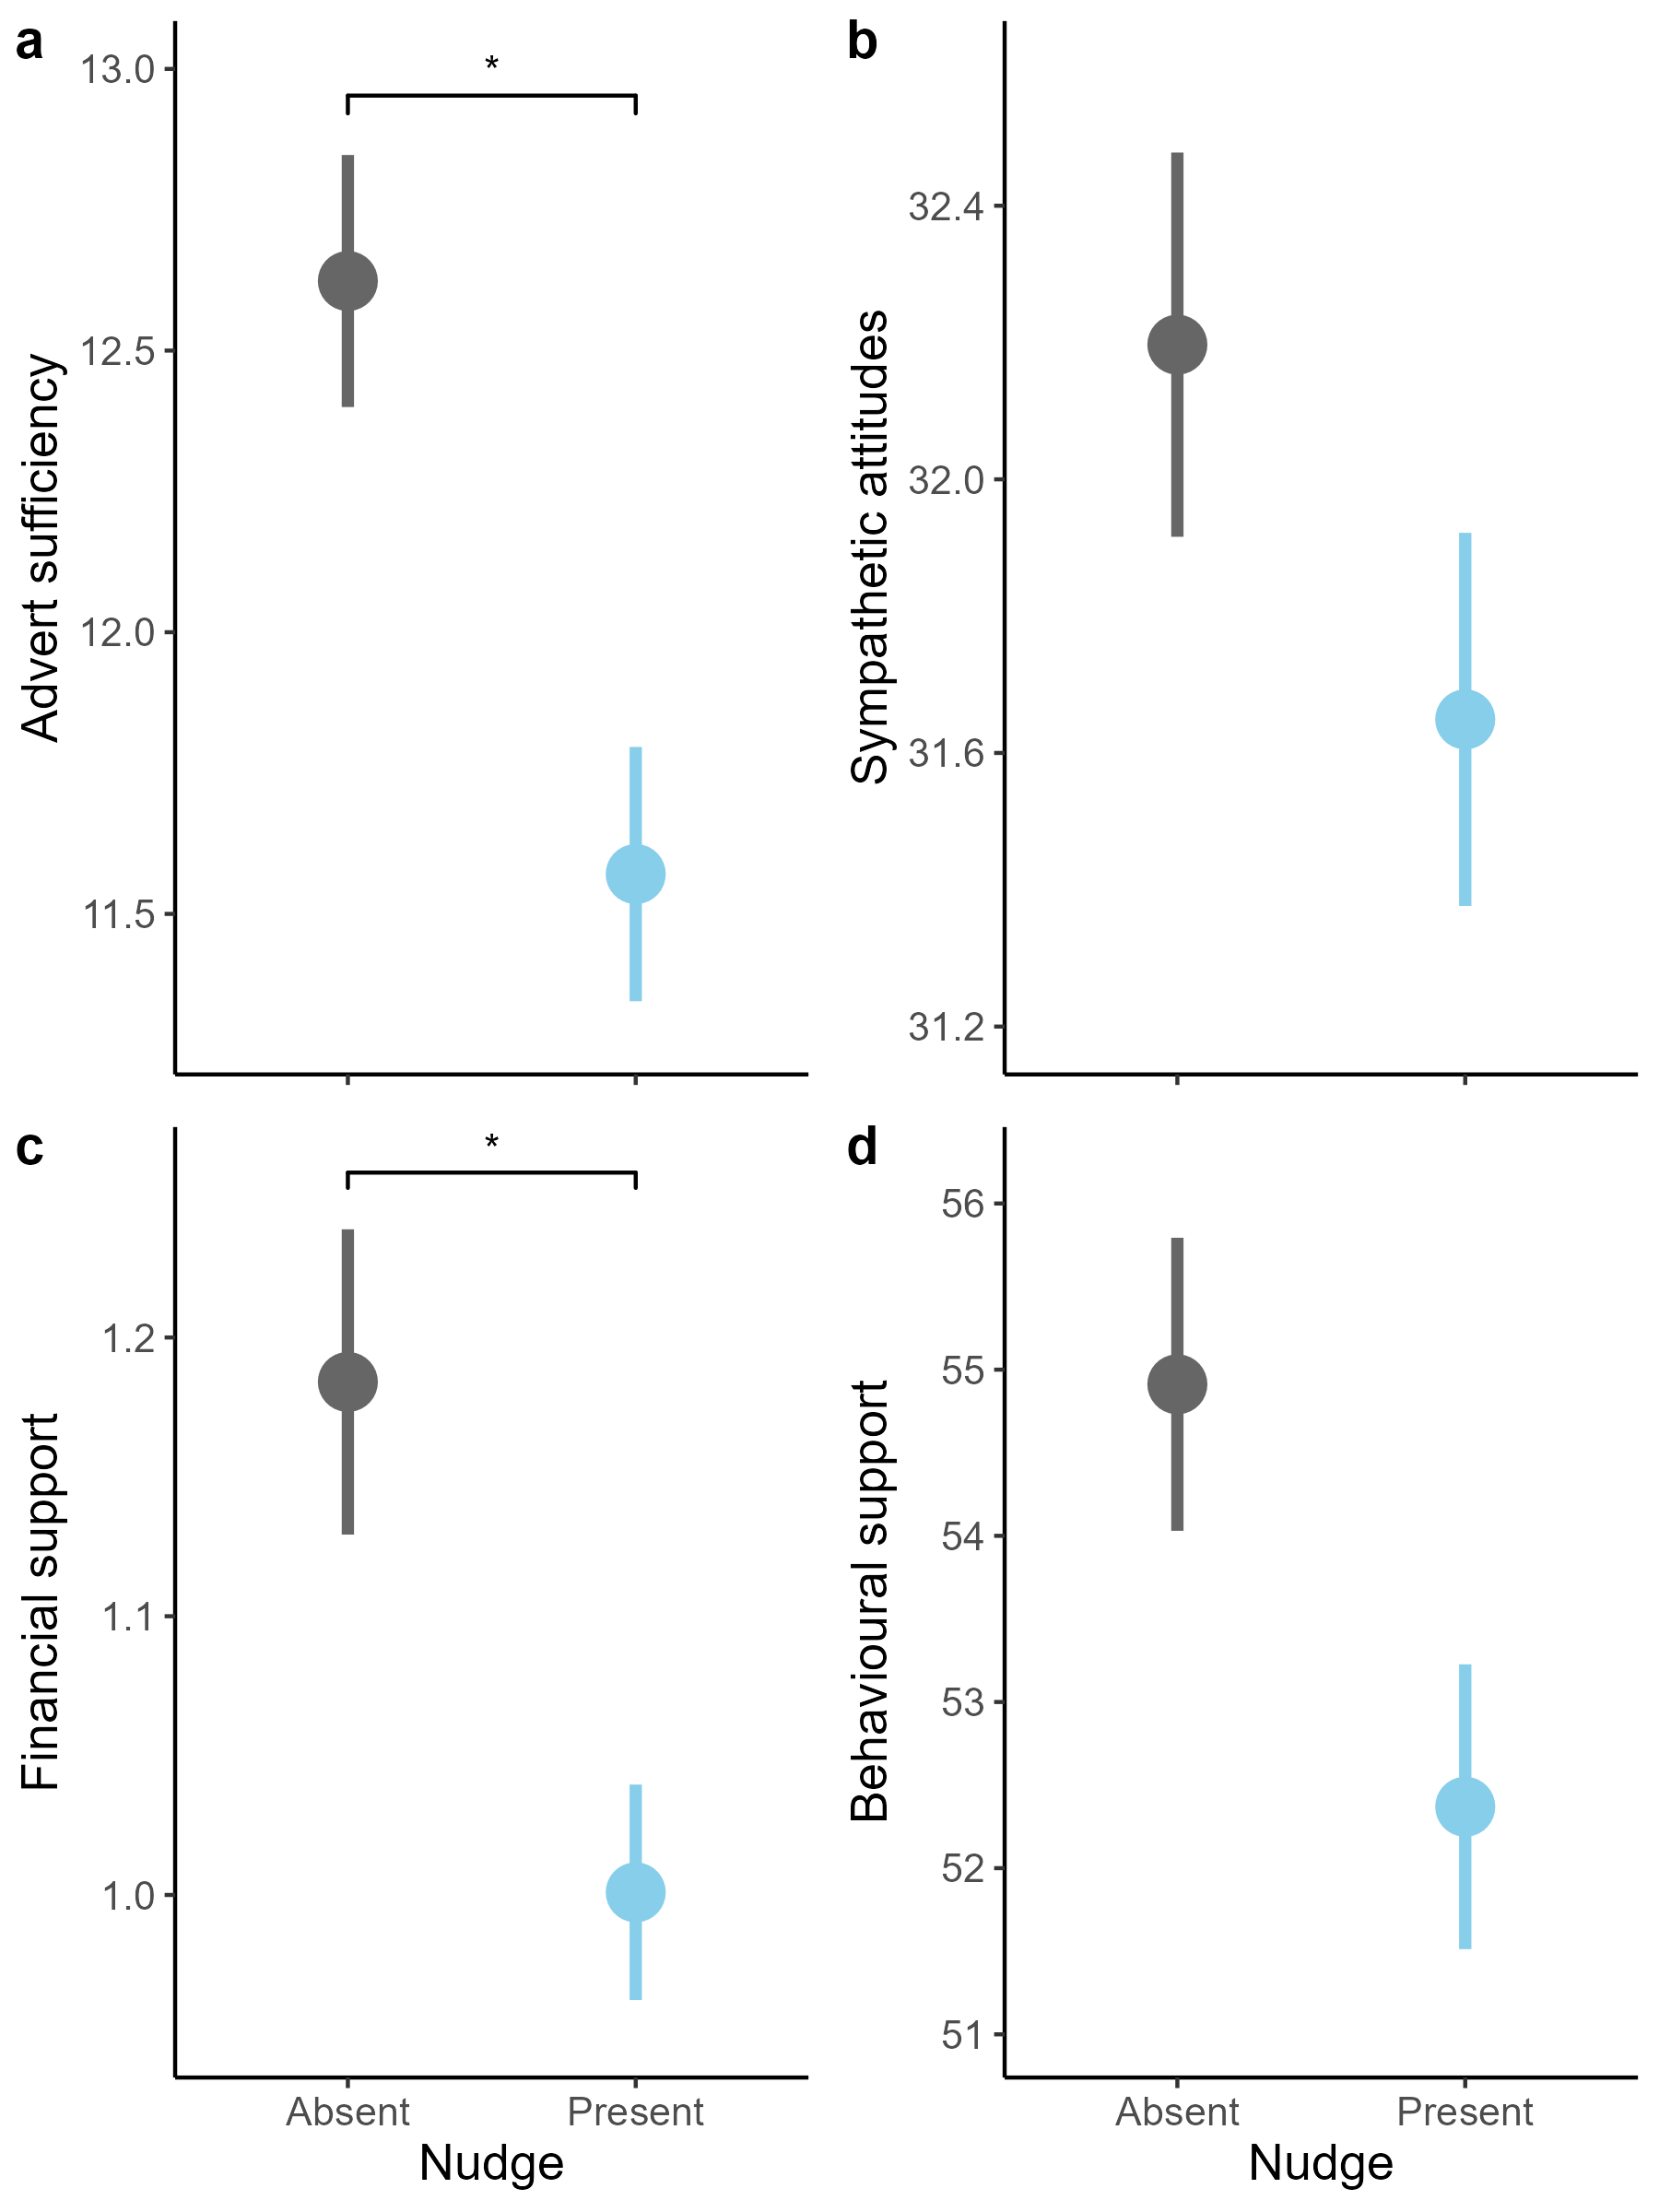 a
*
13.0
12.5
12.0
11.5
Advert sufficiency
b
32.4
32.0
31.6
31.2
Sympathetic attitudes
c
*
1.2
1.1
1.0
Financial support
Absent
Present
Nudge
d
56
55
54
53
52
51
Behavioural support
Absent
Present
Nudge